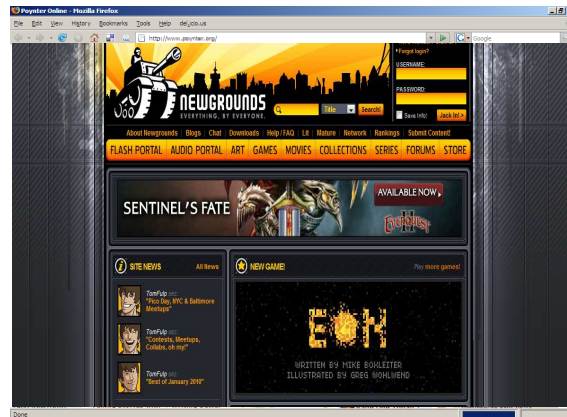 Poynter Online - Mozilla Firefox
File Edit View History Bookmarks Tools Help del.icio.us
http://www.poynter.org/
Google
Forgot login?
USERNAME:
PASSWORD:
Save Info! Jack In! >
NEWGROUNDS
EVERYTHING, BY EVERYONE.
Title Search!
About Newgrounds Blogs Chat Downloads Help / FAQ Lit Mature Network Rankings Submit Content!
FLASH PORTAL AUDIO PORTAL ART GAMES MOVIES COLLECTIONS SERIES FORUMS STORE
SENTINEL'S FATE
AVAILABLE NOW
EVERQUEST II
SITE NEWS All News
TomFulp sez:
"Pico Day, NYC & Baltimore
Meetups"
TomFulp sez:
"Contests, Meetups,
Collabs, oh my!"
TomFulp sez:
"Best of January 2010"
NEW GAME! Play more games!
EON
WRITTEN BY MIKE BOXLEITER
ILLUSTRATED BY GREG WOHLWEND
Done